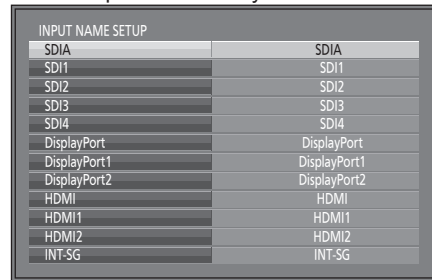 INPUT NAME SETUP
SDIA SDIA
SDI1 SDI1
SDI2 SDI2
SDI3 SDI3
SDI4 SDI4
DisplayPort DisplayPort
DisplayPort1 DisplayPort1
DisplayPort2 DisplayPort2
HDMI HDMI
HDMI1 HDMI1
HDMI2 HDMI2
INT-SG INT-SG